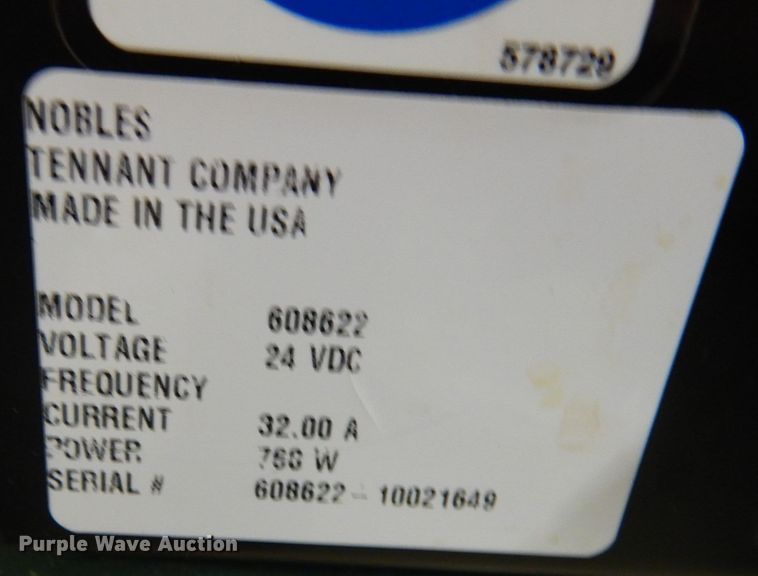 578729
NOBLES
TENNANT COMPANY
MADE IN THE USA
MODEL 608622
VOLTAGE 24 VDC
FREQUENCY
CURRENT 32.00 A
POWER 768 W
SERIAL # 608622 - 10021649
Purple Wave Auction